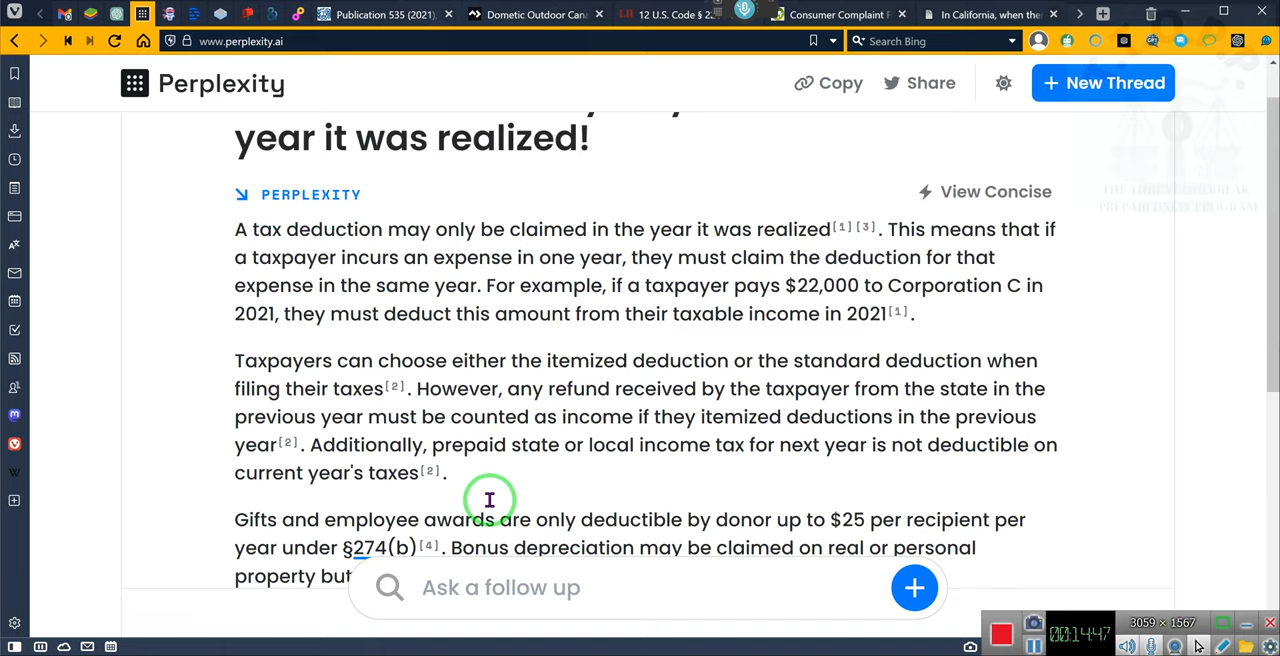 Publication 535 (2021),
Dometic Outdoor Can
12 U.S. Code § 2
Consumer Complaint F
In California, when the
www.perplexity.ai
Search Bing
Perplexity
Copy
Share
+ New Thread
year it was realized!
PERPLEXITY
View Concise
A tax deduction may only be claimed in the year it was realized[1][3]. This means that if
a taxpayer incurs an expense in one year, they must claim the deduction for that
expense in the same year. For example, if a taxpayer pays $22,000 to Corporation C in
2021, they must deduct this amount from their taxable income in 2021[1].
Taxpayers can choose either the itemized deduction or the standard deduction when
filing their taxes[2]. However, any refund received by the taxpayer from the state in the
previous year must be counted as income if they itemized deductions in the previous
year[2]. Additionally, prepaid state or local income tax for next year is not deductible on
current year's taxes[2].
Gifts and employee awards are only deductible by donor up to $25 per recipient per
year under §274(b)[4]. Bonus depreciation may be claimed on real or personal
property but
Ask a follow up
3059 × 1567
00:14:47